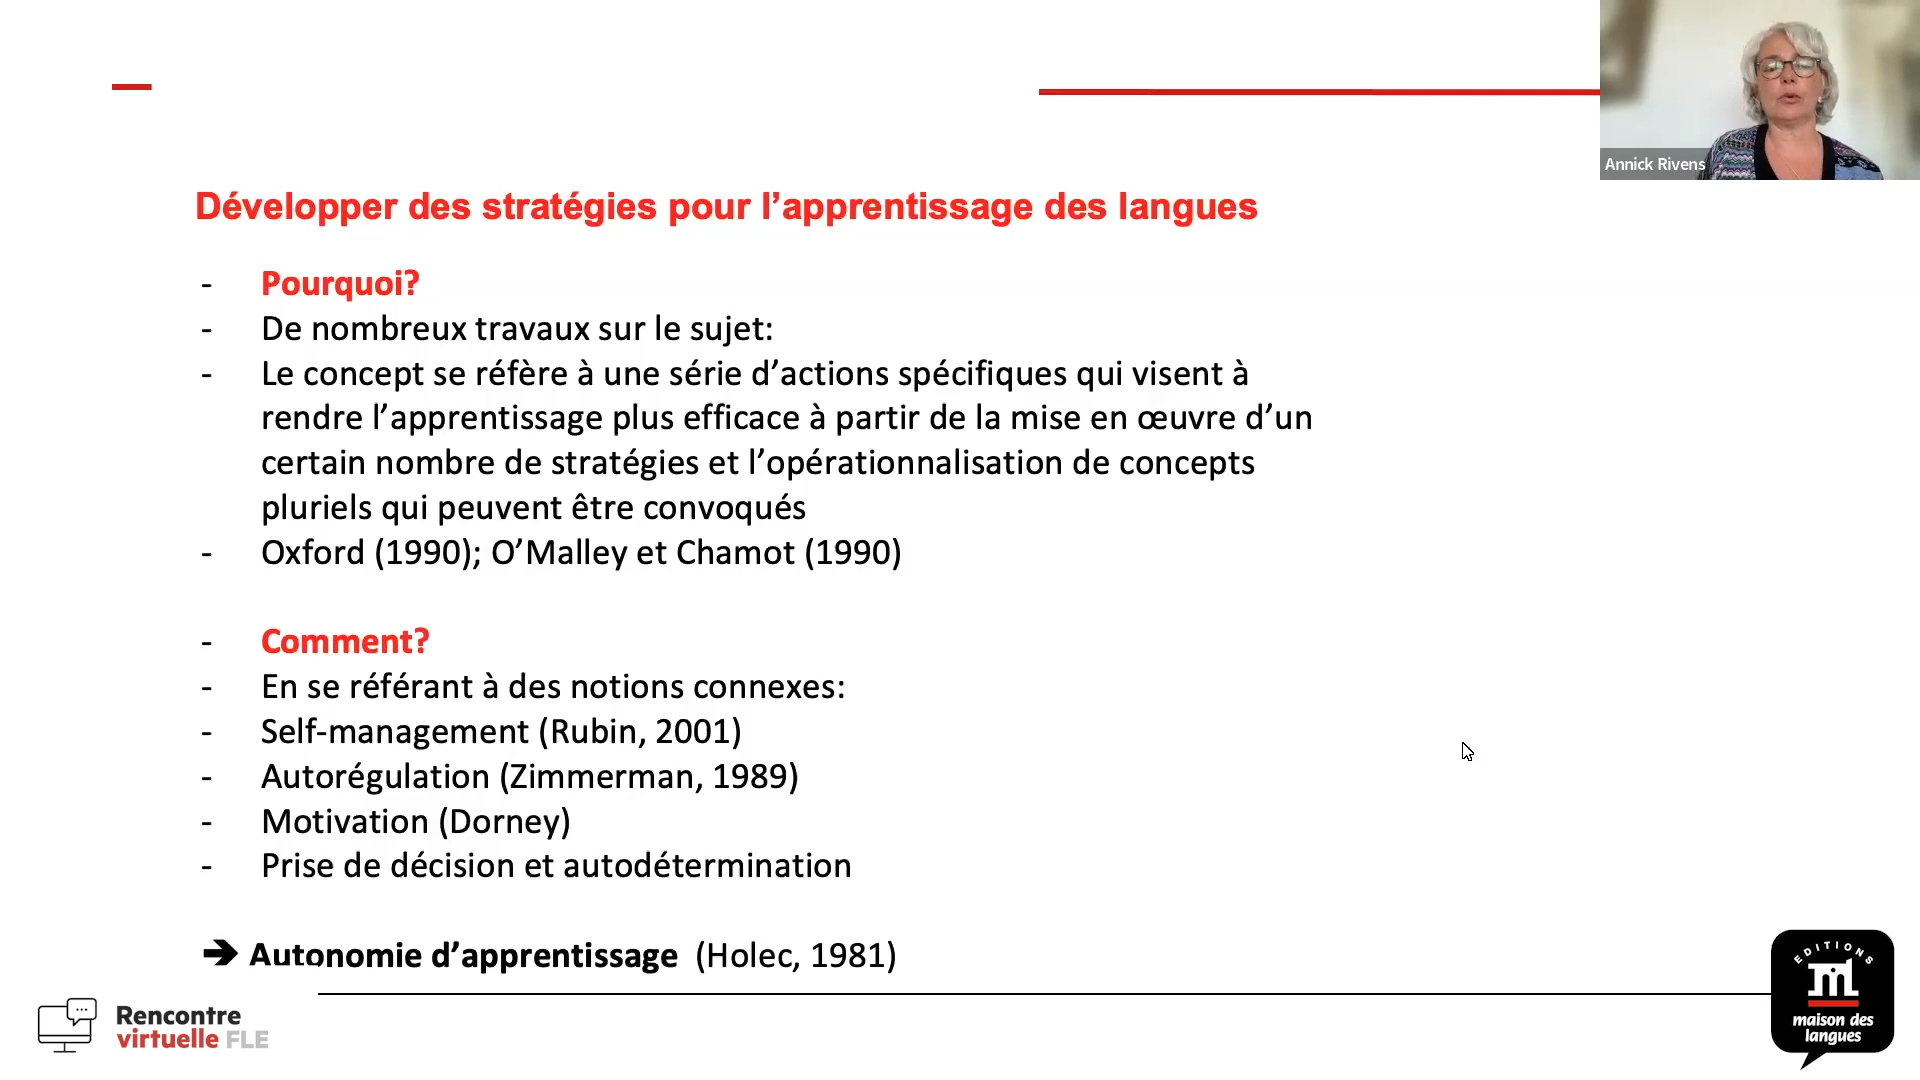 Annick Rivens
Développer des stratégies pour l’apprentissage des langues
- Pourquoi?
- De nombreux travaux sur le sujet:
- Le concept se réfère à une série d’actions spécifiques qui visent à
rendre l’apprentissage plus efficace à partir de la mise en œuvre d’un
certain nombre de stratégies et l’opérationnalisation de concepts
pluriels qui peuvent être convoqués
- Oxford (1990); O’Malley et Chamot (1990)
- Comment?
- En se référant à des notions connexes:
- Self-management (Rubin, 2001)
- Autorégulation (Zimmerman, 1989)
- Motivation (Dorney)
- Prise de décision et autodétermination
➔ Autonomie d’apprentissage (Holec, 1981)
Rencontre
virtuelle FLE
EDITIONS
maison des
langues